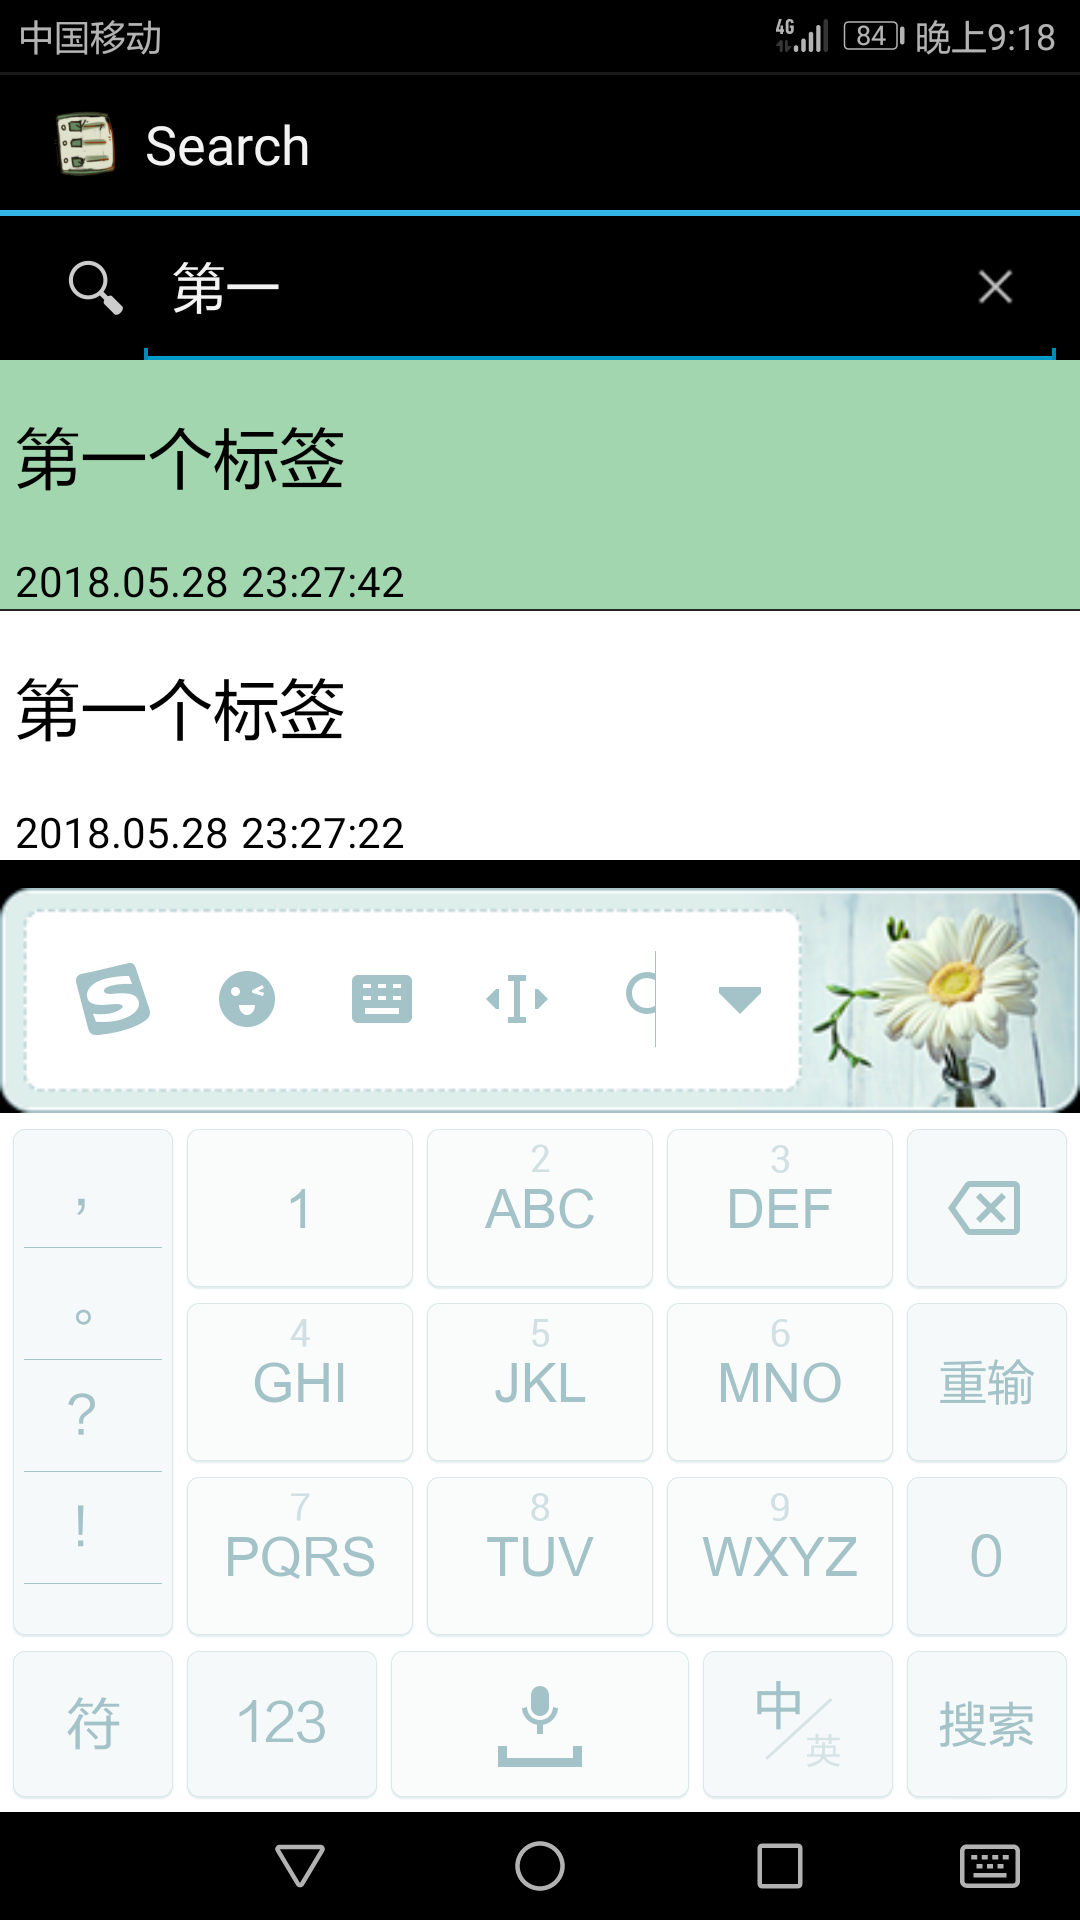 中国移动 4G 84 晚上9:18
Search
第一
第一个标签
2018.05.28 23:27:42
第一个标签
2018.05.28 23:27:22
S
， 1 2 ABC 3 DEF
。 4 GHI 5 JKL 6 MNO 重输
?
! 7 PQRS 8 TUV 9 WXYZ 0
符 123 中/英 搜索